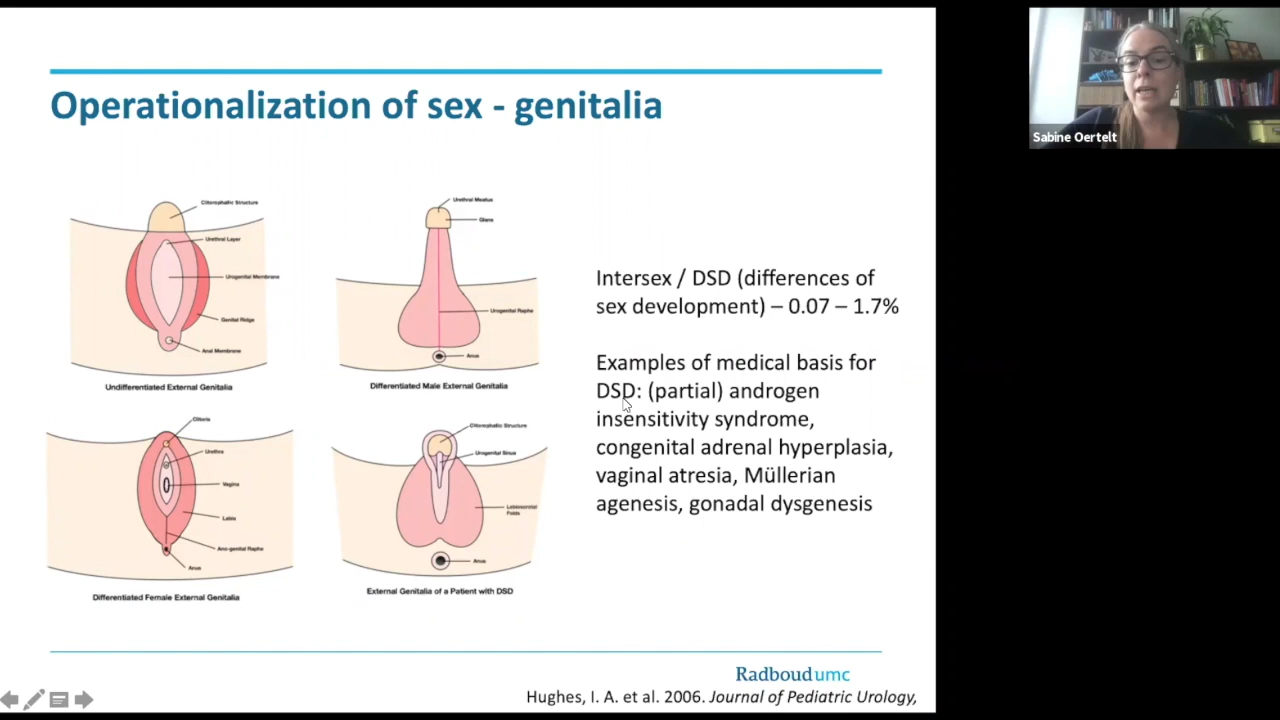 Operationalization of sex - genitalia
Sabine Oertelt
Clitorophallic Structure
Urethral Layer
Urogenital Membrane
Genital Ridge
Anal Membrane
Undifferentiated External Genitalia
Urethral Meatus
Glans
Urogenital Raphe
Anus
Differentiated Male External Genitalia
Clitoris
Urethra
Vagina
Labia
Ano-genital Raphe
Anus
Differentiated Female External Genitalia
Clitorophallic Structure
Urogenital Sinus
Labioscrotal
Folds
Anus
External Genitalia of a Patient with DSD
Intersex / DSD (differences of
sex development) – 0.07 – 1.7%
Examples of medical basis for
DSD: (partial) androgen
insensitivity syndrome,
congenital adrenal hyperplasia,
vaginal atresia, Müllerian
agenesis, gonadal dysgenesis
Radboudumc
Hughes, I. A. et al. 2006. Journal of Pediatric Urology,